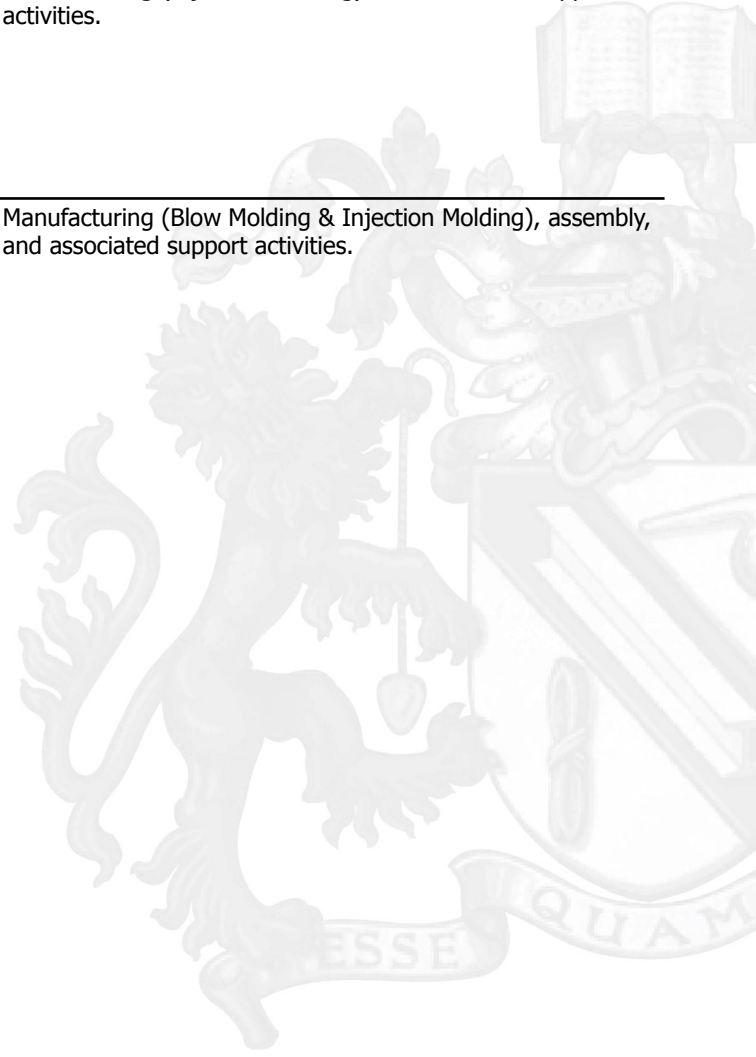 activities.
Manufacturing (Blow Molding & Injection Molding), assembly,
and associated support activities.
ESSE
QUAM